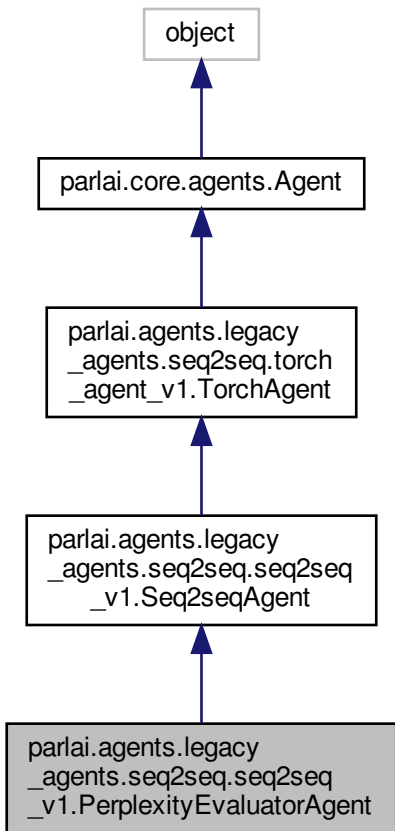 object
parlai.core.agents.Agent
parlai.agents.legacy
_agents.seq2seq.torch
_agent_v1.TorchAgent
parlai.agents.legacy
_agents.seq2seq.seq2seq
_v1.Seq2seqAgent
parlai.agents.legacy
_agents.seq2seq.seq2seq
_v1.PerplexityEvaluatorAgent